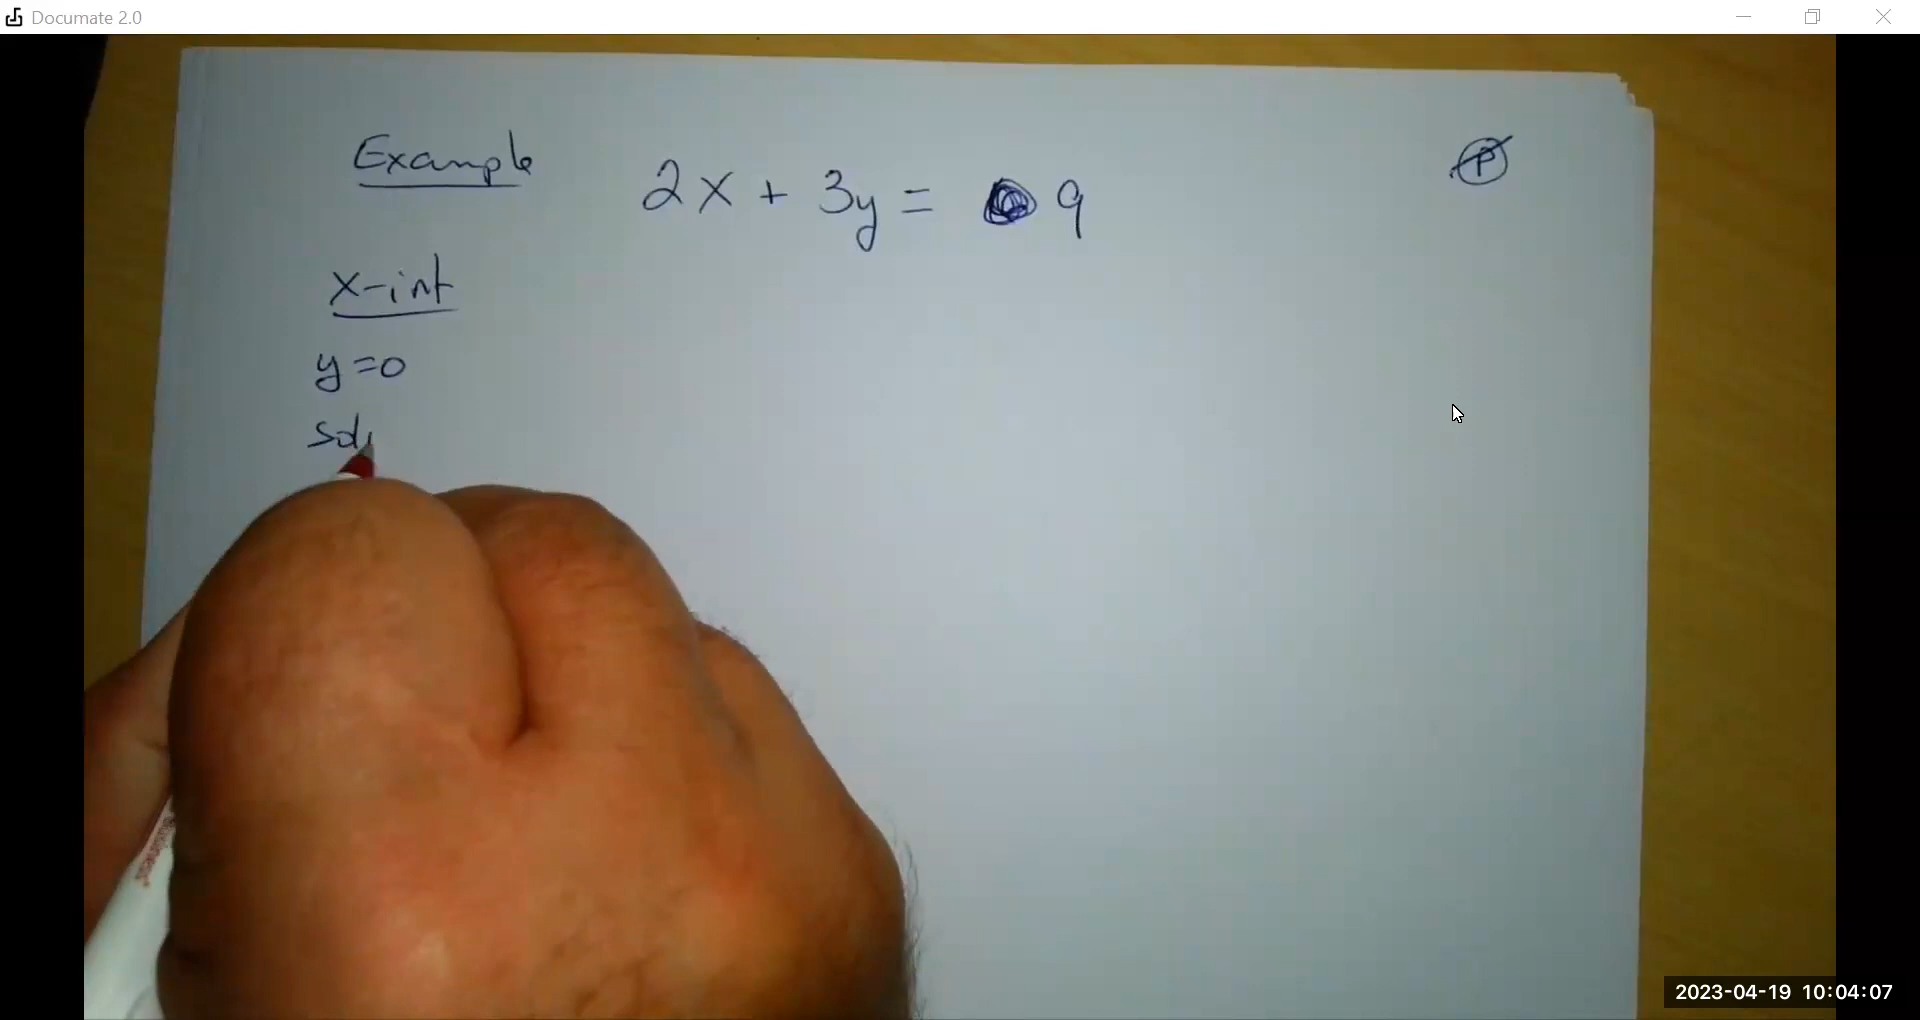 Documate 2.0
Example
2x + 3y = 9
P
x-int
y=0
2023-04-19 10:04:07